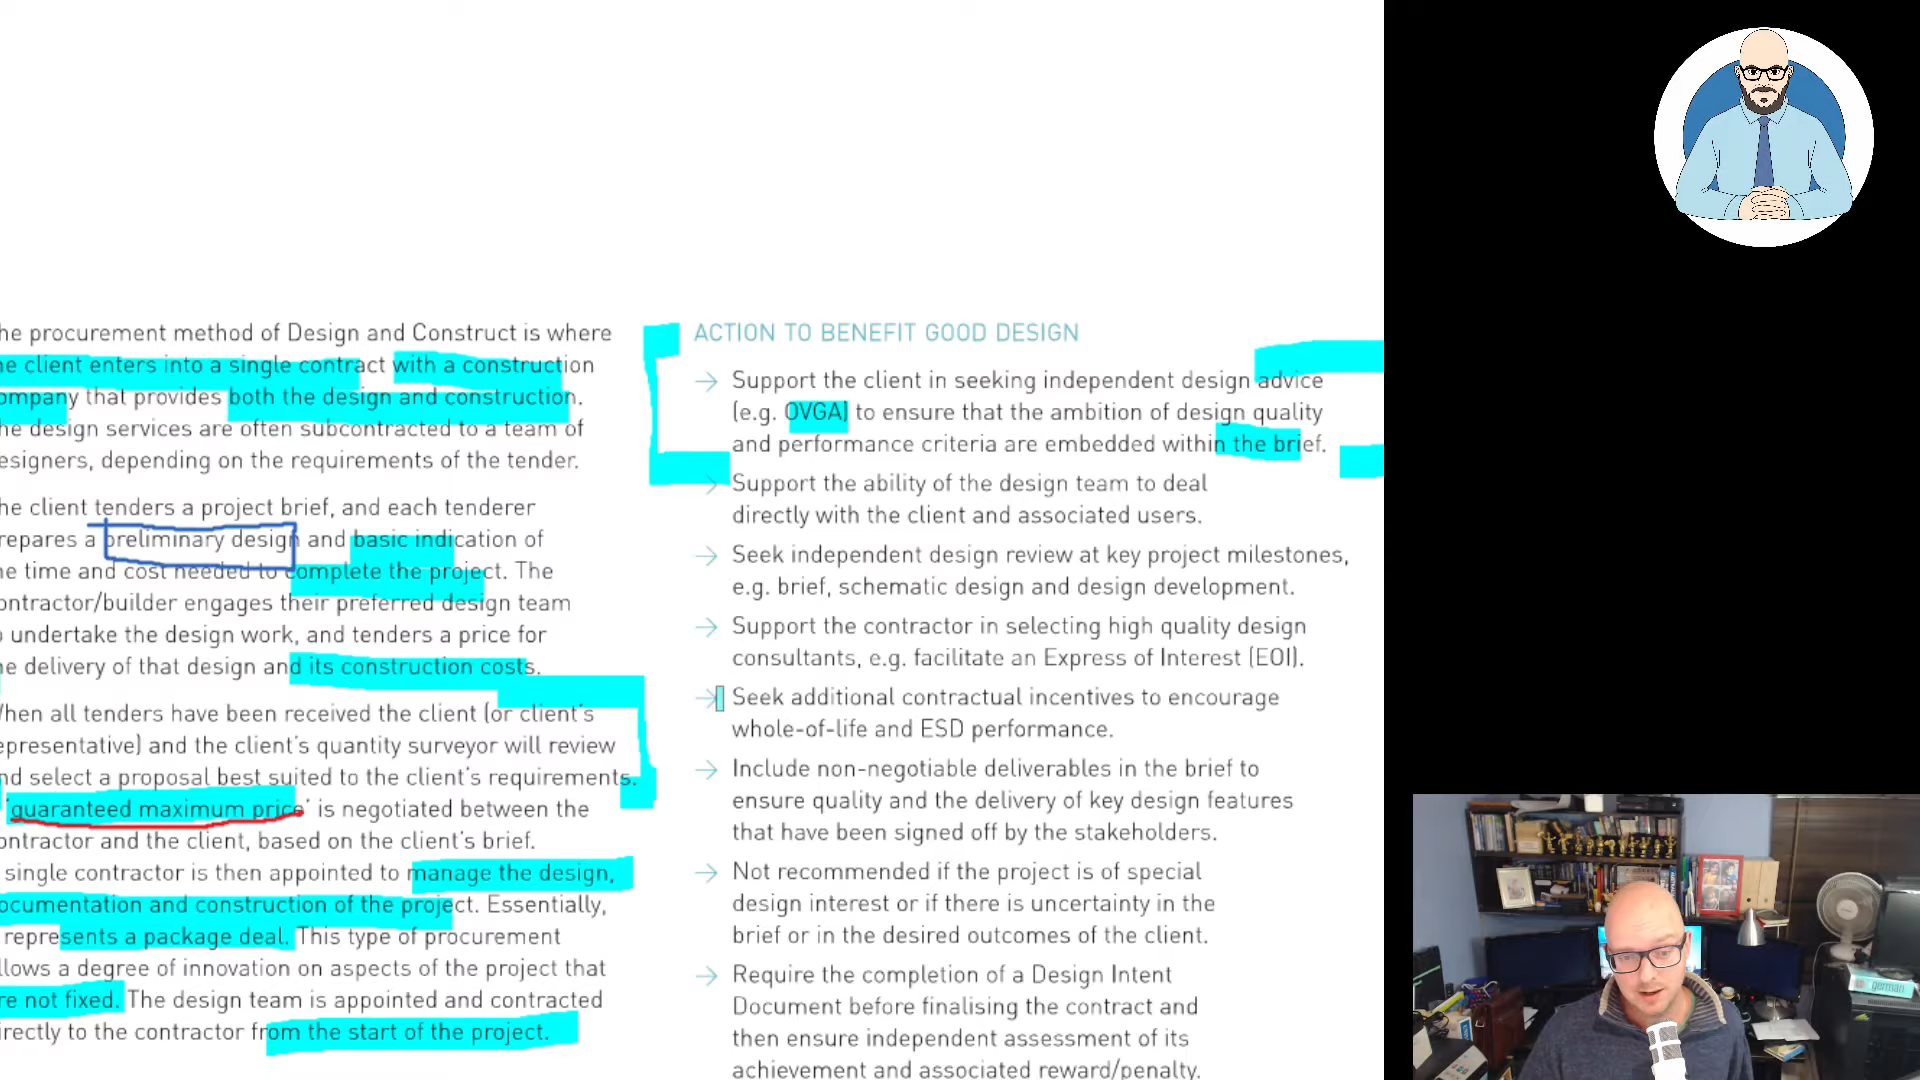 he procurement method of Design and Construct is where
he client enters into a single contract with a construction
ompany that provides both the design and construction.
he design services are often subcontracted to a team of
esigners, depending on the requirements of the tender.
he client tenders a project brief, and each tenderer
repares a preliminary design and basic indication of
he time and cost needed to complete the project. The
ontractor/builder engages their preferred design team
o undertake the design work, and tenders a price for
he delivery of that design and its construction costs.
When all tenders have been received the client (or client's
epresentative) and the client's quantity surveyor will review
nd select a proposal best suited to the client's requirements.
'guaranteed maximum price' is negotiated between the
ontractor and the client, based on the client's brief.
single contractor is then appointed to manage the design,
ocumentation and construction of the project. Essentially,
represents a package deal. This type of procurement
llows a degree of innovation on aspects of the project that
re not fixed. The design team is appointed and contracted
irectly to the contractor from the start of the project.
ACTION TO BENEFIT GOOD DESIGN
→ Support the client in seeking independent design advice
(e.g. OVGA) to ensure that the ambition of design quality
and performance criteria are embedded within the brief.
→ Support the ability of the design team to deal
directly with the client and associated users.
→ Seek independent design review at key project milestones,
e.g. brief, schematic design and design development.
→ Support the contractor in selecting high quality design
consultants, e.g. facilitate an Express of Interest (EOI).
→ Seek additional contractual incentives to encourage
whole-of-life and ESD performance.
→ Include non-negotiable deliverables in the brief to
ensure quality and the delivery of key design features
that have been signed off by the stakeholders.
→ Not recommended if the project is of special
design interest or if there is uncertainty in the
brief or in the desired outcomes of the client.
→ Require the completion of a Design Intent
Document before finalising the contract and
then ensure independent assessment of its
achievement and associated reward/penalty.
german